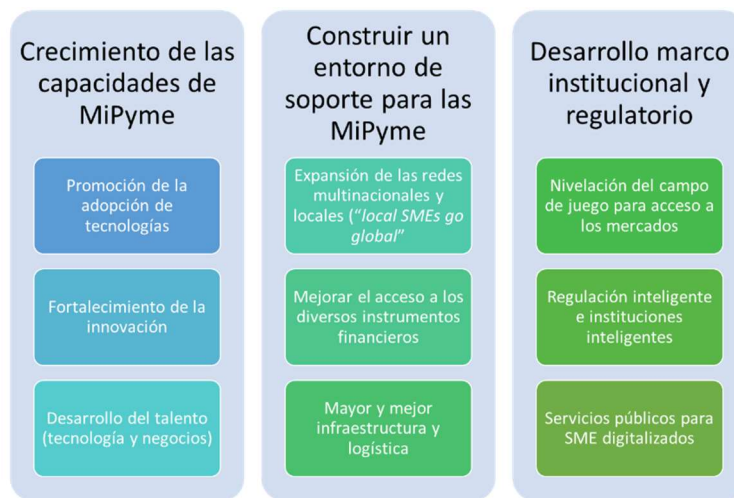 Crecimiento de las
capacidades de
MiPyme
Promoción de la
adopción de
tecnologías
Fortalecimiento de la
innovación
Desarrollo del talento
(tecnología y negocios)
Construir un
entorno de
soporte para las
MiPyme
Expansión de las redes
multinacionales y
locales (“local SMEs go
global”
Mejorar el acceso a los
diversos instrumentos
financieros
Mayor y mejor
infraestructura y
logística
Desarrollo marco
institucional y
regulatorio
Nivelación del campo
de juego para acceso a
los mercados
Regulación inteligente
e instituciones
inteligentes
Servicios públicos para
SME digitalizados